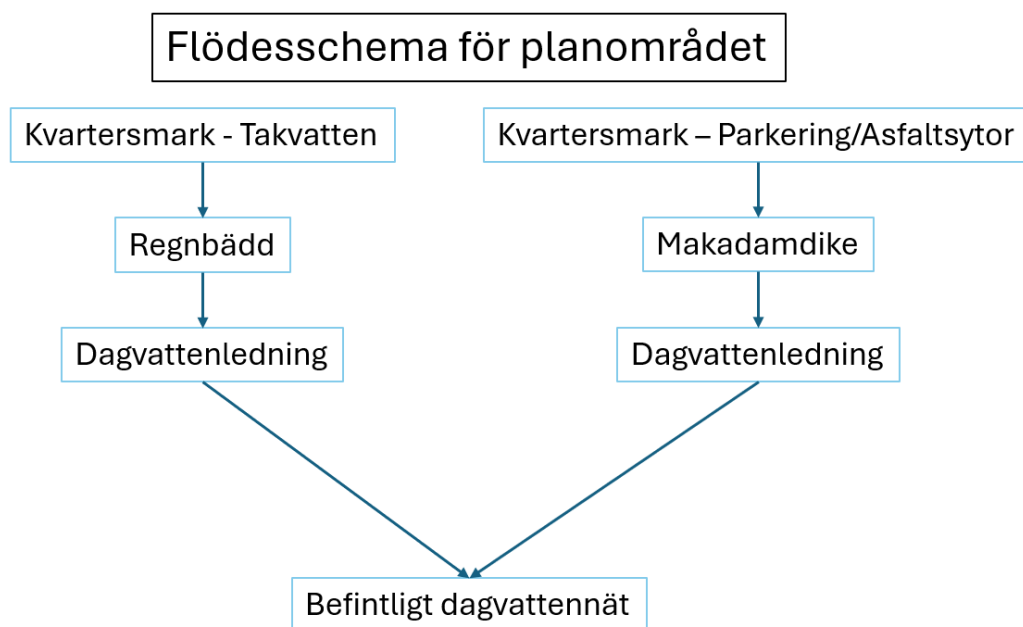 Flödesschema för planområdet
Kvartersmark - Takvatten
Kvartersmark – Parkering/Asfaltsytor
Regnbädd
Makadamdike
Dagvattenledning
Dagvattenledning
Befintligt dagvattennät